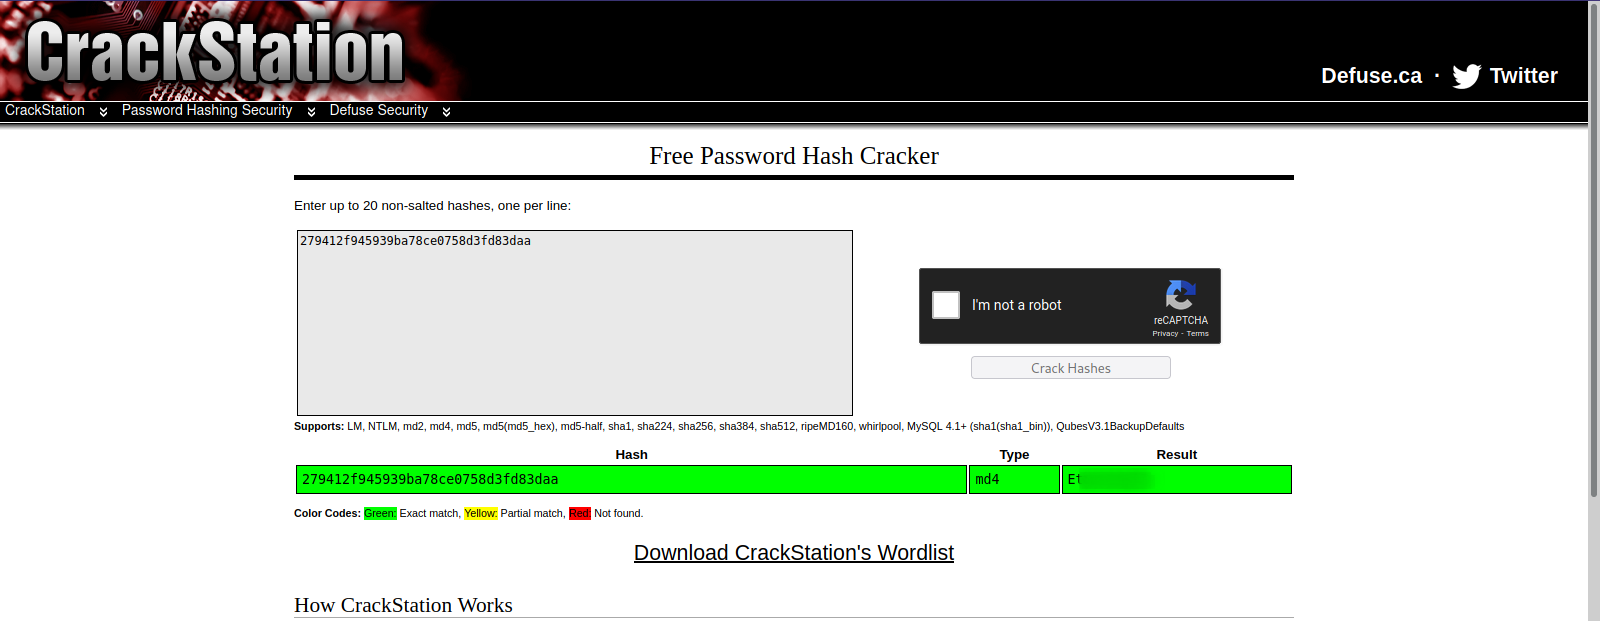 CrackStation
Defuse.ca · Twitter
CrackStation Password Hashing Security Defuse Security
Free Password Hash Cracker
Enter up to 20 non-salted hashes, one per line:
279412f945939ba78ce0758d3fd83daa
I'm not a robot
reCAPTCHA
Privacy - Terms
Crack Hashes
Supports: LM, NTLM, md2, md4, md5, md5(md5_hex), md5-half, sha1, sha224, sha256, sha384, sha512, ripeMD160, whirlpool, MySQL 4.1+ (sha1(sha1_bin)), QubesV3.1BackupDefaults
Hash Type Result
279412f945939ba78ce0758d3fd83daa md4
Color Codes: Green: Exact match, Yellow: Partial match, Red: Not found.
Download CrackStation's Wordlist
How CrackStation Works